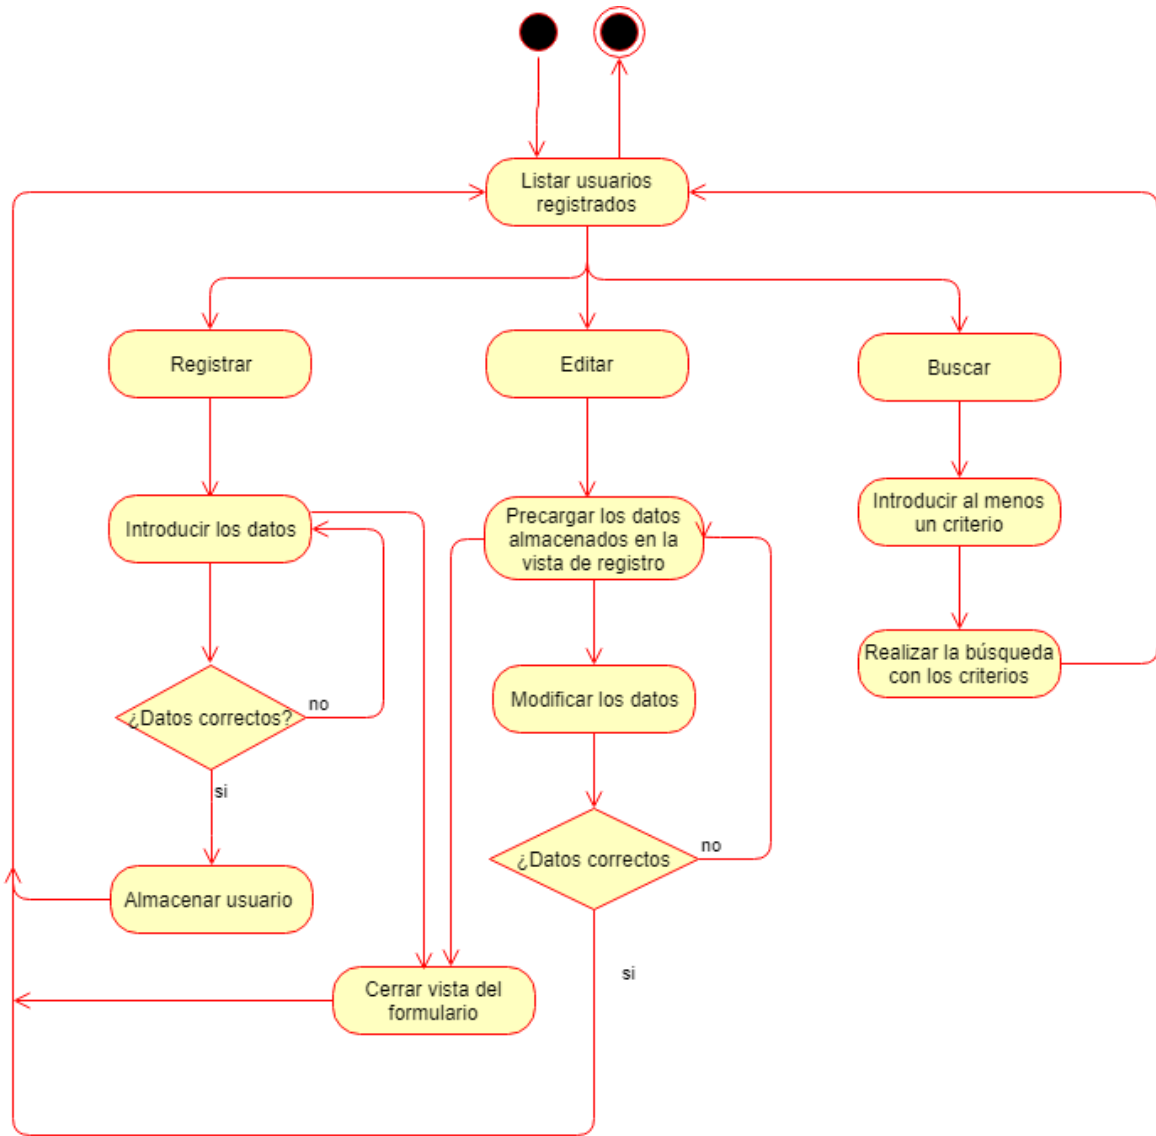 Listar usuarios
registrados
Registrar
Editar
Buscar
Introducir los datos
Precargar los datos
almacenados en la
vista de registro
Introducir al menos
un criterio
Realizar la búsqueda
con los criterios
¿Datos correctos?
no
si
Modificar los datos
¿Datos correctos
no
si
Almacenar usuario
Cerrar vista del
formulario